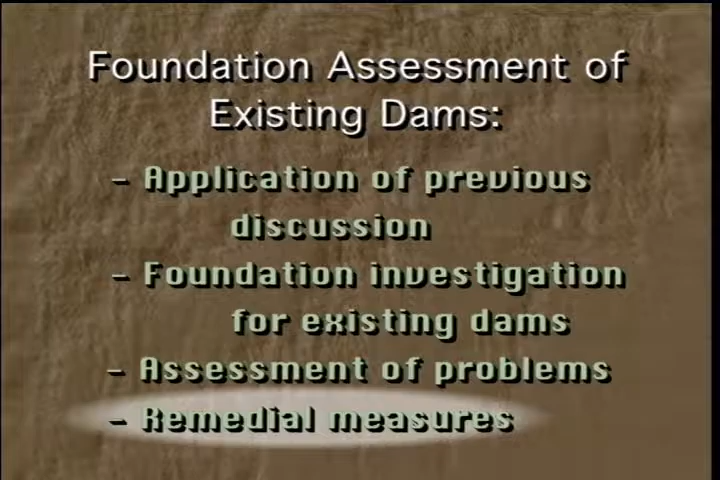 Foundation Assessment of
Existing Dams:
- Application of previous
discussion
- Foundation investigation
for existing dams
- Assessment of problems
- Remedial measures